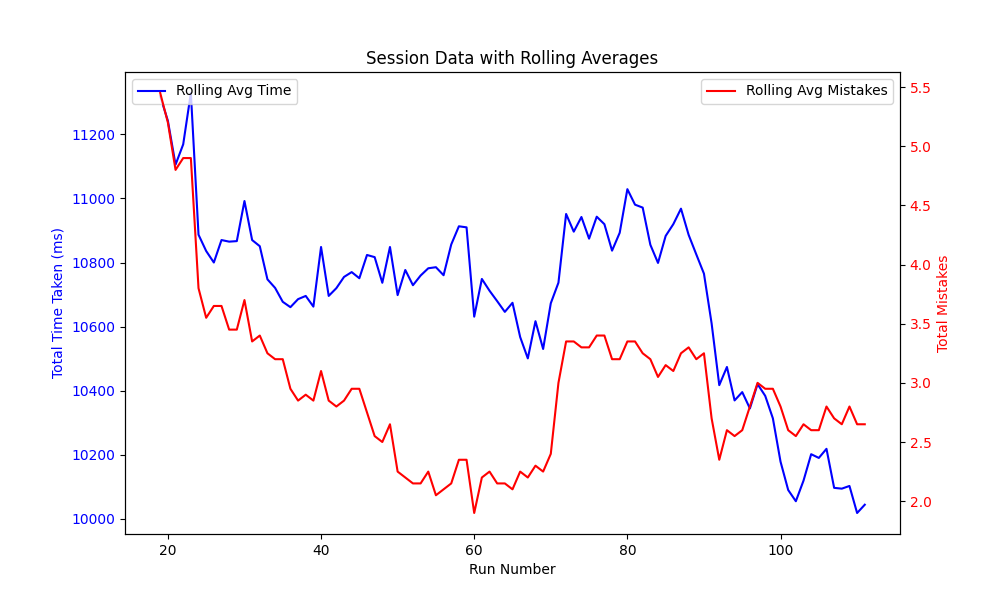 Session Data with Rolling Averages
Rolling Avg Time
Rolling Avg Mistakes
Total Time Taken (ms)
11200
11000
10800
10600
10400
10200
10000
5.5
5.0
4.5
4.0
3.5
3.0
2.5
2.0
Total Mistakes
20 40 60 80 100
Run Number